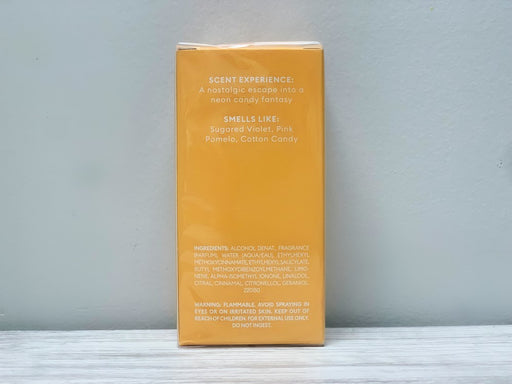 SCENT EXPERIENCE:
A nostalgic escape into a
neon candy fantasy
SMELLS LIKE:
Sugared Violet, Pink
Pomelo, Cotton Candy
INGREDIENTS: ALCOHOL DENAT., FRAGRANCE
(PARFUM), WATER (AQUA/EAU), ETHYLHEXYL
METHOXYCINNAMATE, ETHYLHEXYL SALICYLATE,
BUTYL METHOXYDIBENZOYLMETHANE, LIMO-
NENE, ALPHA-ISOMETHYL IONONE, LINALOOL,
CITRAL, CINNAMAL, CITRONELLOL, GERANIOL.
22050
WARNING: FLAMMABLE. AVOID SPRAYING IN
EYES OR ON IRRITATED SKIN. KEEP OUT OF
REACH OF CHILDREN. FOR EXTERNAL USE ONLY.
DO NOT INGEST.